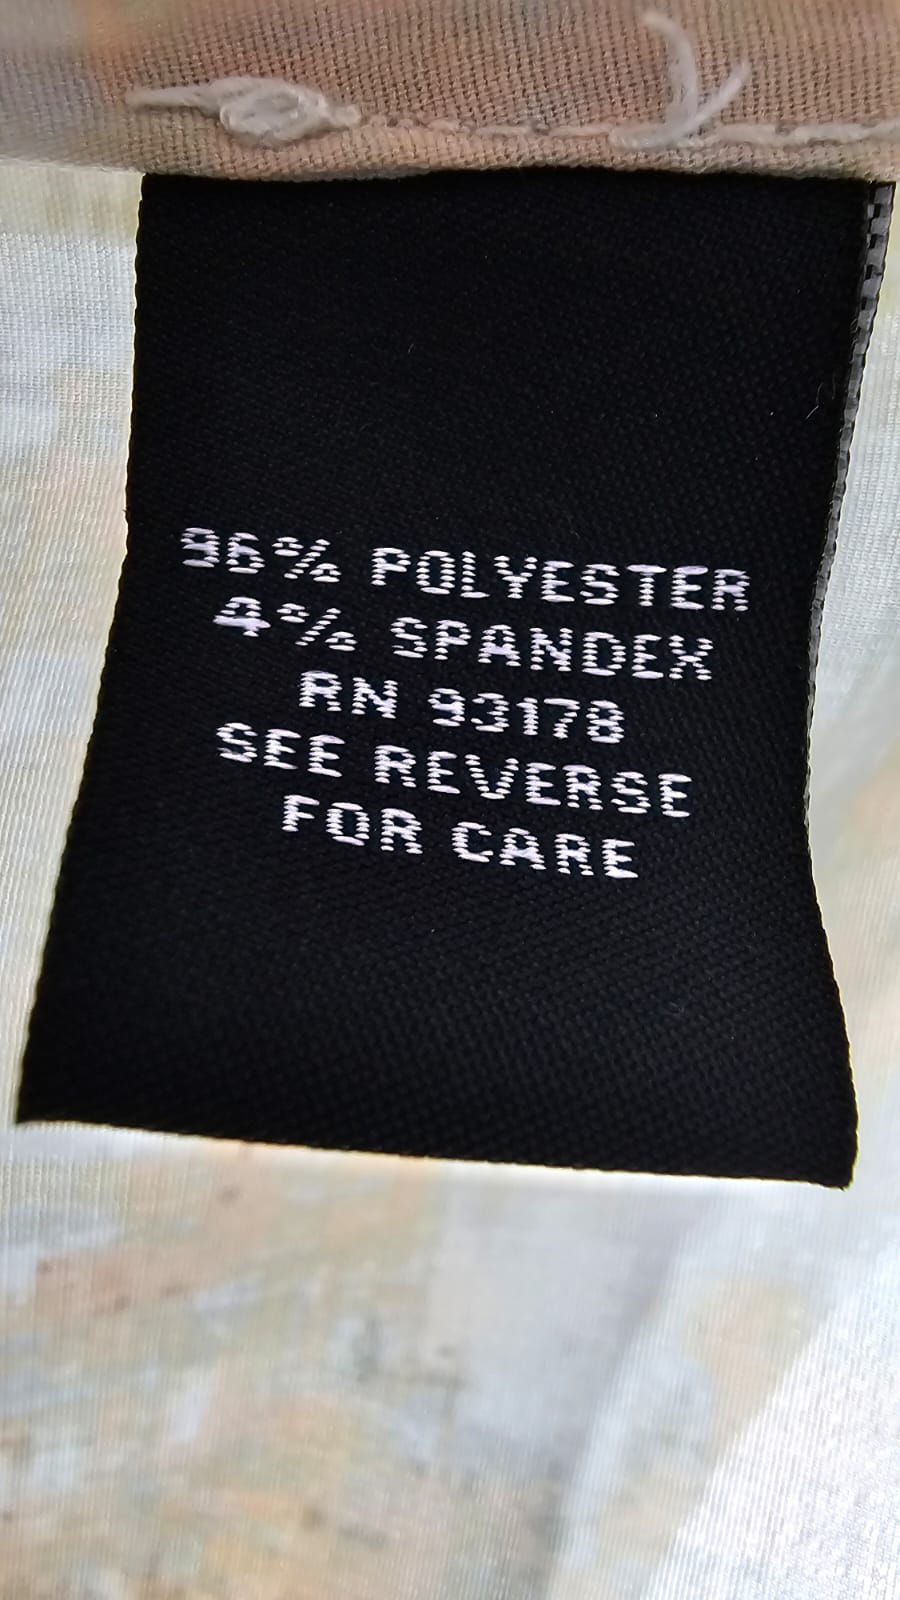 96% POLYESTER
4% SPANDEX
RN 93178
SEE REVERSE
FOR CARE